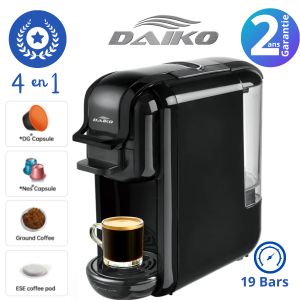 DAIKO
2
ans
Garantie
4 en 1
*DG Capsule
*Nes Capsule
Ground Coffee
ESE coffee pod
DAIKO
19 Bars